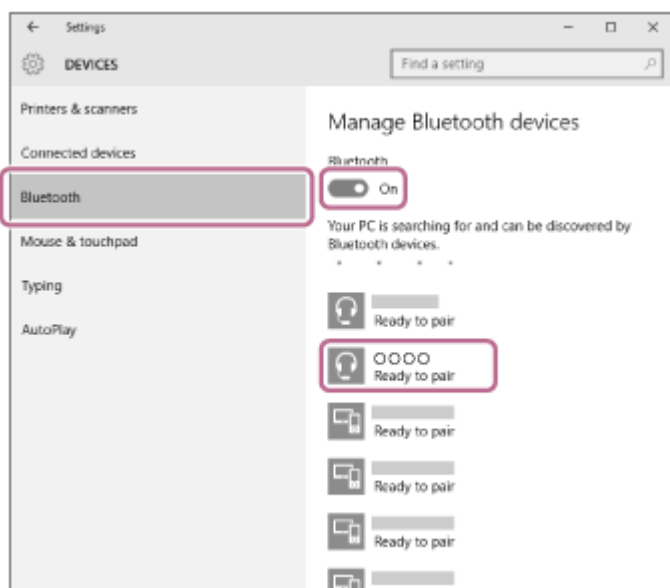 Settings
DEVICES
Find a setting
Printers & scanners
Connected devices
Bluetooth
Mouse & touchpad
Typing
AutoPlay
Manage Bluetooth devices
Bluetooth
On
Your PC is searching for and can be discovered by
Bluetooth devices.
Ready to pair
OOOO
Ready to pair
Ready to pair
Ready to pair
Ready to pair